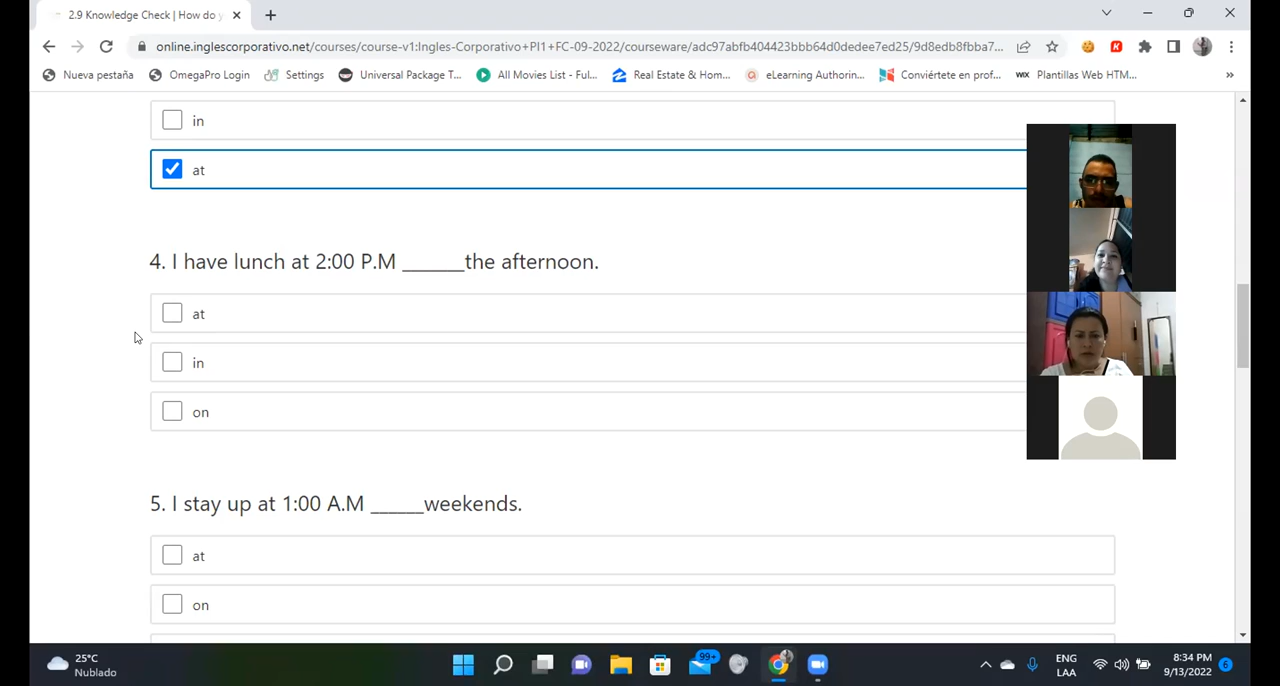 2.9 Knowledge Check | How do y
online.inglescorporativo.net/courses/course-v1:Ingles-Corporativo+PI1+FC-09-2022/courseware/adc97abfb404423bbb64d0dedee7ed25/9d8edb8fbba7...
Nueva pestaña
OmegaPro Login
Settings
Universal Package T...
All Movies List - Ful...
Real Estate & Hom...
eLearning Authorin...
Conviértete en prof...
WIX Plantillas Web HTM...
»
in
at
4. I have lunch at 2:00 P.M ______the afternoon.
at
in
on
5. I stay up at 1:00 A.M _____weekends.
at
on
25°C
Nublado
99+
ENG
LAA
8:34 PM
9/13/2022
6